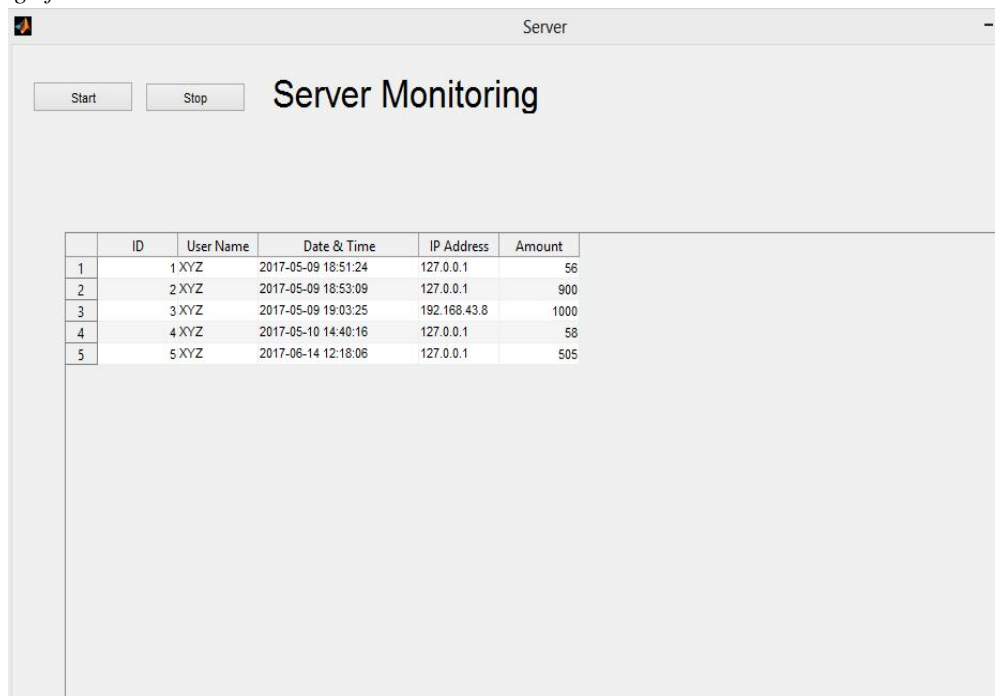 Server
Start Stop Server Monitoring
ID User Name Date & Time IP Address Amount
1 1 XYZ 2017-05-09 18:51:24 127.0.0.1 56
2 2 XYZ 2017-05-09 18:53:09 127.0.0.1 900
3 3 XYZ 2017-05-09 19:03:25 192.168.43.8 1000
4 4 XYZ 2017-05-10 14:40:16 127.0.0.1 58
5 5 XYZ 2017-06-14 12:18:06 127.0.0.1 505